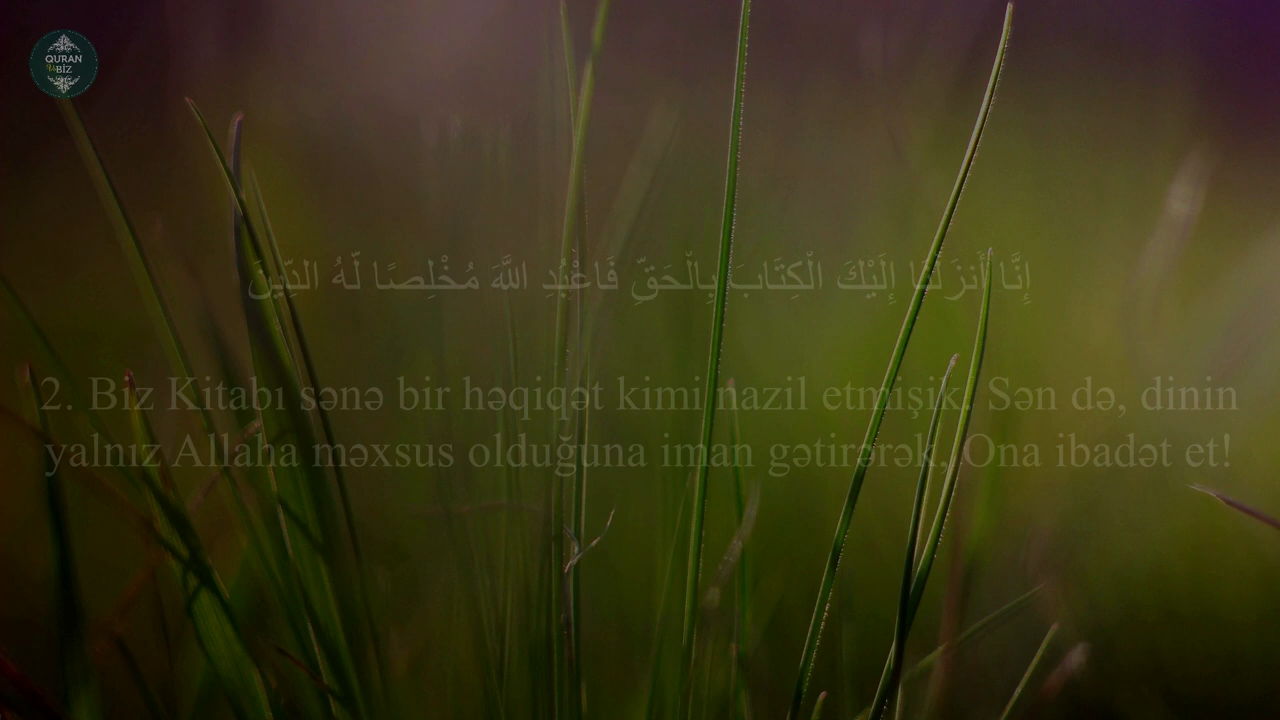 QURAN
Və BİZ
إِنَّا أَنزَلْنَا إِلَيْكَ الْكِتَابَ بِالْحَقِّ فَاعْبُدِ اللَّهَ مُخْلِصًا لَّهُ الدِّينَ
2. Biz Kitabı sənə bir həqiqət kimi nazil etmişik. Sən də, dinin
yalnız Allaha məxsus olduğuna iman gətirərək, Ona ibadət et!